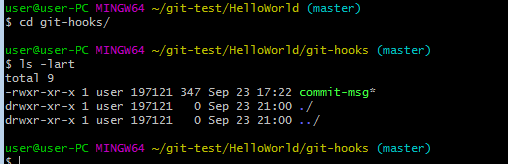 user@user-PC MINGW64 ~/git-test/HelloWorld (master)
$ cd git-hooks/
user@user-PC MINGW64 ~/git-test/HelloWorld/git-hooks (master)
$ ls -lart
total 9
-rwxr-xr-x 1 user 197121 347 Sep 23 17:22 commit-msg*
drwxr-xr-x 1 user 197121   0 Sep 23 21:00 ./
drwxr-xr-x 1 user 197121   0 Sep 23 21:00 ../
user@user-PC MINGW64 ~/git-test/HelloWorld/git-hooks (master)
$